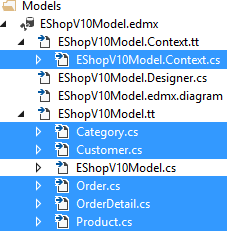 Models
EShopV10Model.edmx
EShopV10Model.Context.tt
EShopV10Model.Context.cs
EShopV10Model.Designer.cs
EShopV10Model.edmx.diagram
EShopV10Model.tt
Category.cs
Customer.cs
EShopV10Model.cs
Order.cs
OrderDetail.cs
Product.cs